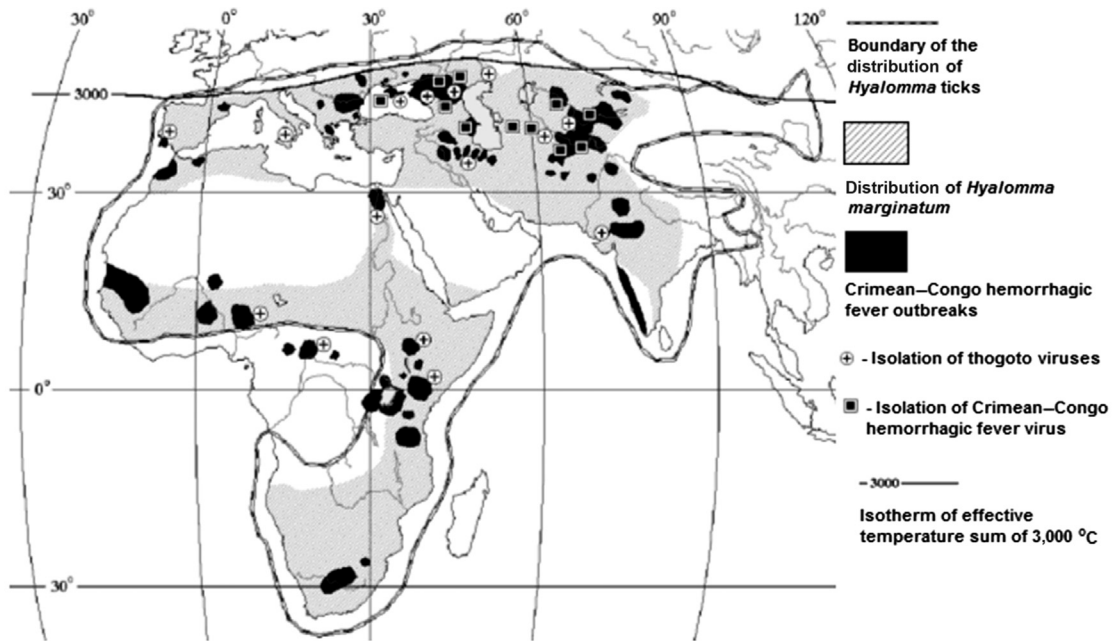 30° 0° 30° 60° 90° 120°
3000
30°
0°
30°
Boundary of the
distribution of
Hyalomma ticks
Distribution of Hyalomma
marginatum
Crimean–Congo hemorrhagic
fever outbreaks
- Isolation of thogoto viruses
- Isolation of Crimean–Congo
hemorrhagic fever virus
3000
Isotherm of effective
temperature sum of 3,000 °C